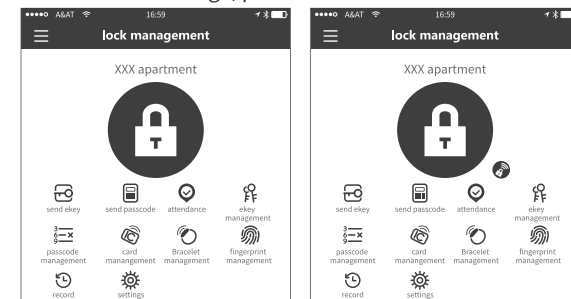 A&AT 16:59
lock management
XXX apartment
T
send ekey send passcode attendance ekey management
passcode management card manangement Bracelet management fingerprint management
record settings
A&AT 16:59
lock management
XXX apartment
T
send ekey send passcode attendance ekey management
passcode management card manangement Bracelet management fingerprint management
record settings